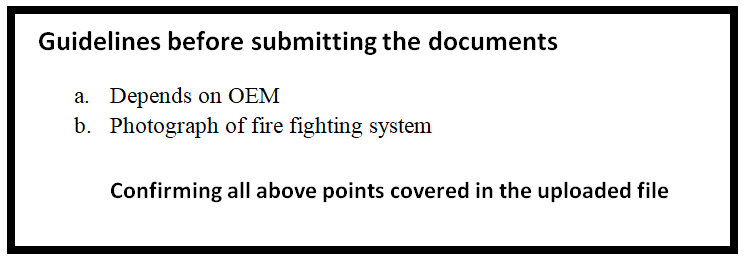 Guidelines before submitting the documents
a. Depends on OEM
b. Photograph of fire fighting system
Confirming all above points covered in the uploaded file